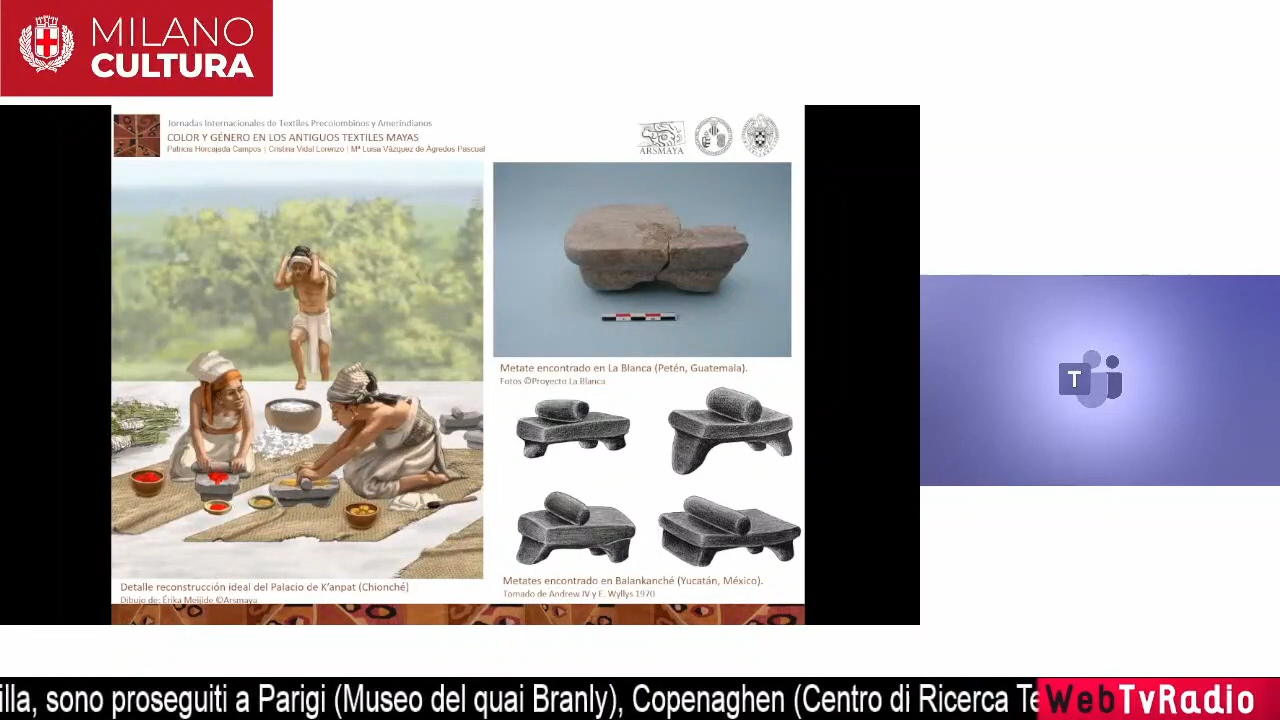 MILANO
CULTURA
Jornadas Internacionales de Textiles Precolombinos y Amerindianos
COLOR Y GÉNERO EN LOS ANTIGUOS TEXTILES MAYAS
Patricia Horcajada Campos | Cristina Vidal Lorenzo | Mª Luisa Vázquez de Ágredos Pascual
ARSMAYA
Metate encontrado en La Blanca (Petén, Guatemala).
Fotos ©Proyecto La Blanca
T
Detalle reconstrucción ideal del Palacio de K'anpat (Chionché)
Dibujo de: Érika Meijide ©Arsmaya
Metates encontrado en Balankanché (Yucatán, México).
Tomado de Andrew IV y E. Wyllys 1970
illa, sono proseguiti a Parigi (Museo del quai Branly), Copenaghen (Centro di Ricerca Te
WebTvRadio